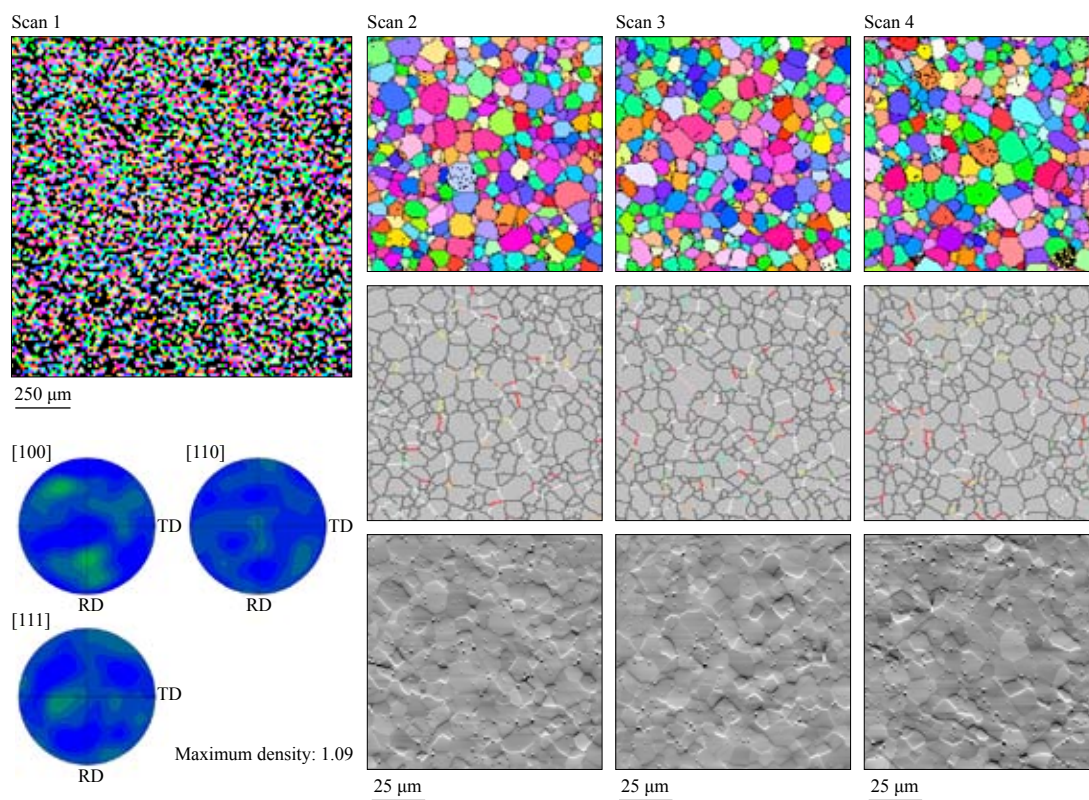 Scan 1
Scan 2
Scan 3
Scan 4
250 μm
[100]
[110]
TD
TD
RD
RD
[111]
TD
RD
Maximum density: 1.09
25 μm
25 μm
25 μm